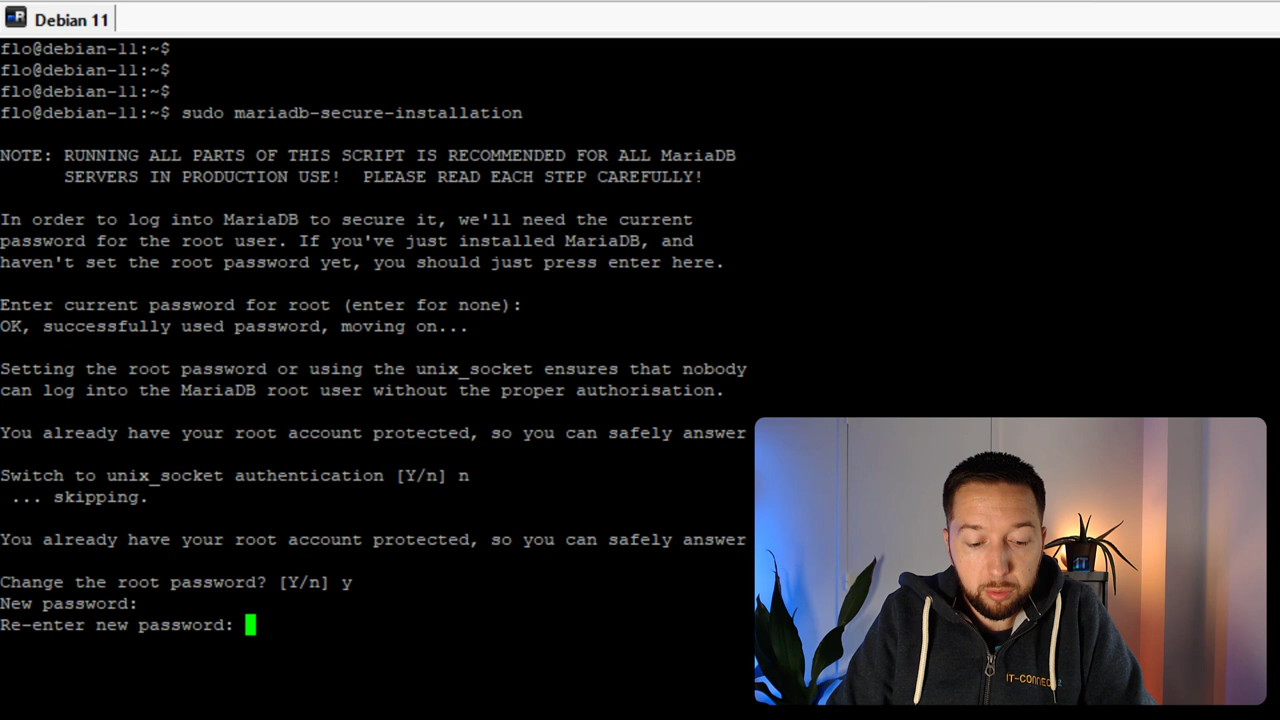 Debian 11
flo@debian-11:~$
flo@debian-11:~$
flo@debian-11:~$
flo@debian-11:~$ sudo mariadb-secure-installation
NOTE: RUNNING ALL PARTS OF THIS SCRIPT IS RECOMMENDED FOR ALL MariaDB
SERVERS IN PRODUCTION USE!  PLEASE READ EACH STEP CAREFULLY!
In order to log into MariaDB to secure it, we'll need the current
password for the root user. If you've just installed MariaDB, and
haven't set the root password yet, you should just press enter here.
Enter current password for root (enter for none):
OK, successfully used password, moving on...
Setting the root password or using the unix_socket ensures that nobody
can log into the MariaDB root user without the proper authorisation.
You already have your root account protected, so you can safely answer
Switch to unix_socket authentication [Y/n] n
... skipping.
You already have your root account protected, so you can safely answer
Change the root password? [Y/n] y
New password:
Re-enter new password:
IT
IT-CONNE